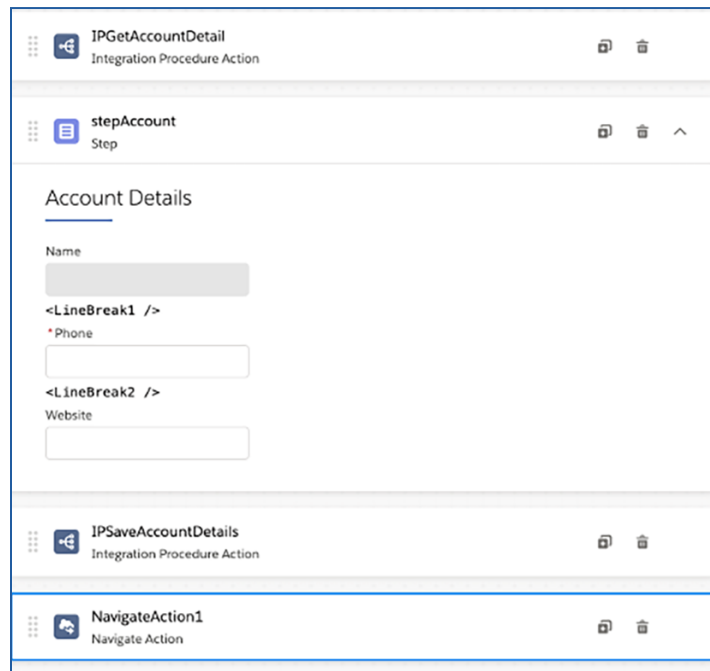 IPGetAccountDetail
Integration Procedure Action
stepAccount
Step
Account Details
Name
<LineBreak1 />
*Phone
<LineBreak2 />
Website
IPSaveAccountDetails
Integration Procedure Action
NavigateAction1
Navigate Action